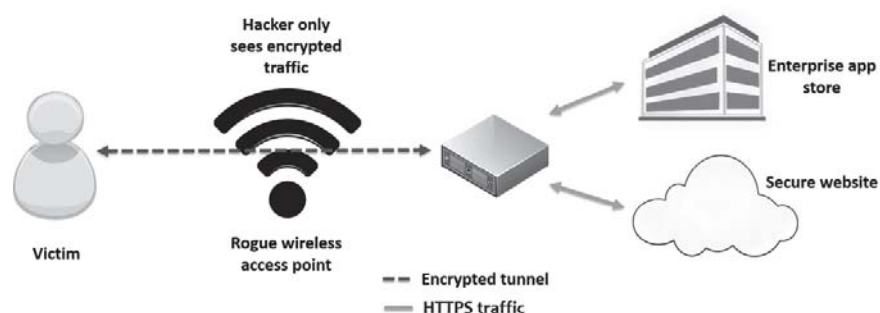 Hacker only
sees encrypted
traffic
Enterprise app
store
Secure website
Victim
Rogue wireless
access point
Encrypted tunnel
HTTPS traffic